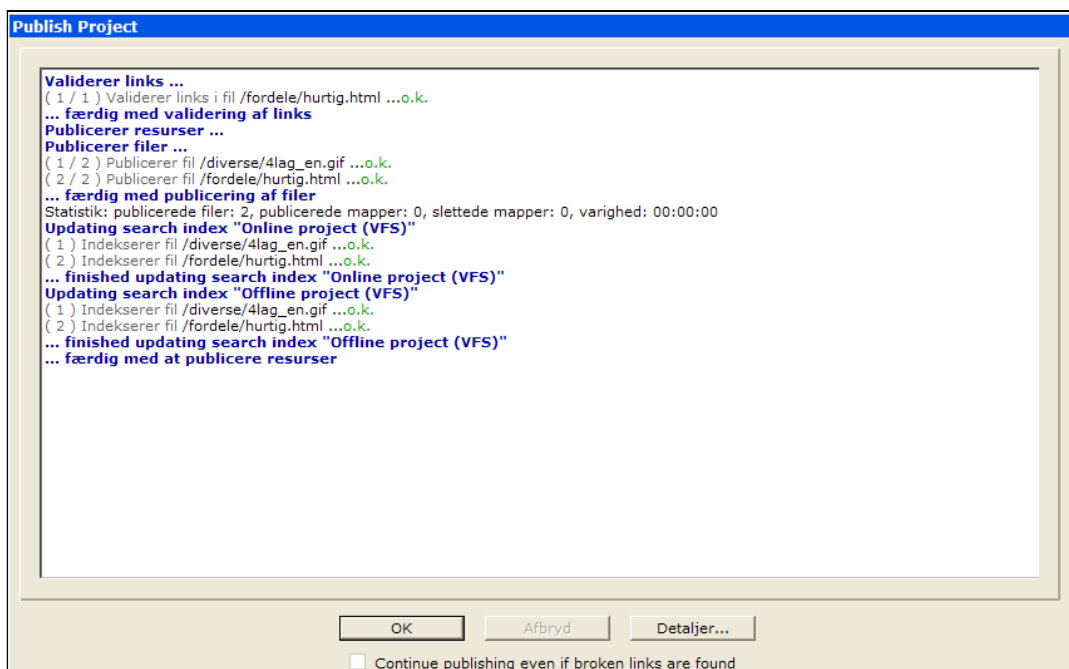 Publish Project
Validerer links ...
( 1 / 1 ) Validerer links i fil /fordele/hurtig.html ...o.k.
... færdig med validering af links
Publicerer resurser ...
Publicerer filer ...
( 1 / 2 ) Publicerer fil /diverse/4lag_en.gif ...o.k.
( 2 / 2 ) Publicerer fil /fordele/hurtig.html ...o.k.
... færdig med publicering af filer
Statistik: publicerede filer: 2, publicerede mapper: 0, slettede mapper: 0, varighed: 00:00:00
Updating search index "Online project (VFS)"
( 1 ) Indekserer fil /diverse/4lag_en.gif ...o.k.
( 2 ) Indekserer fil /fordele/hurtig.html ...o.k.
... finished updating search index "Online project (VFS)"
Updating search index "Offline project (VFS)"
( 1 ) Indekserer fil /diverse/4lag_en.gif ...o.k.
( 2 ) Indekserer fil /fordele/hurtig.html ...o.k.
... finished updating search index "Offline project (VFS)"
... færdig med at publicere resurser
OK Afbryd Detaljer...
Continue publishing even if broken links are found